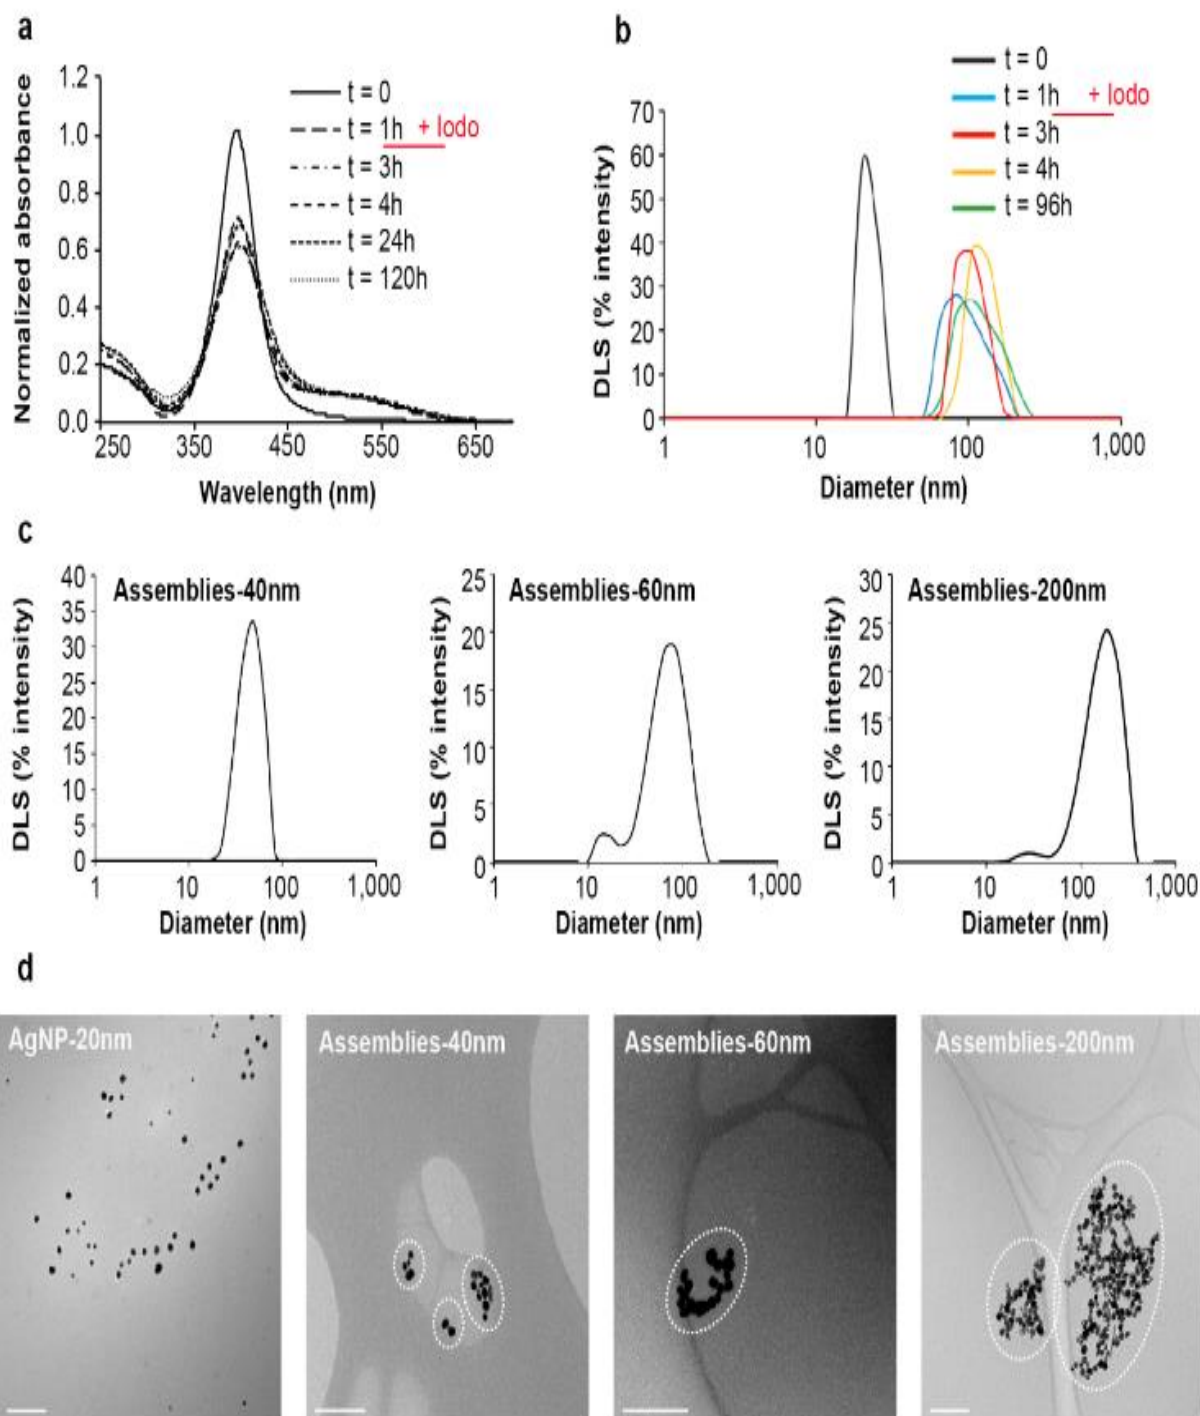 a
Normalized absorbance
1.2
1.0
0.8
0.6
0.4
0.2
0.0
250 350 450 550 650
Wavelength (nm)
t = 0
t = 1h + Iodo
t = 3h
t = 4h
t = 24h
t = 120h
b
DLS (% intensity)
70
60
50
40
30
20
10
0
1 10 100 1,000
Diameter (nm)
t = 0
t = 1h + Iodo
t = 3h
t = 4h
t = 96h
c
Assemblies-40nm
DLS (% intensity)
40
35
30
25
20
15
10
5
0
1 10 100 1,000
Diameter (nm)
Assemblies-60nm
DLS (% intensity)
25
20
15
10
5
0
1 10 100 1,000
Diameter (nm)
Assemblies-200nm
DLS (% intensity)
30
25
20
15
10
5
0
1 10 100 1,000
Diameter (nm)
d
AgNP-20nm
Assemblies-40nm
Assemblies-60nm
Assemblies-200nm